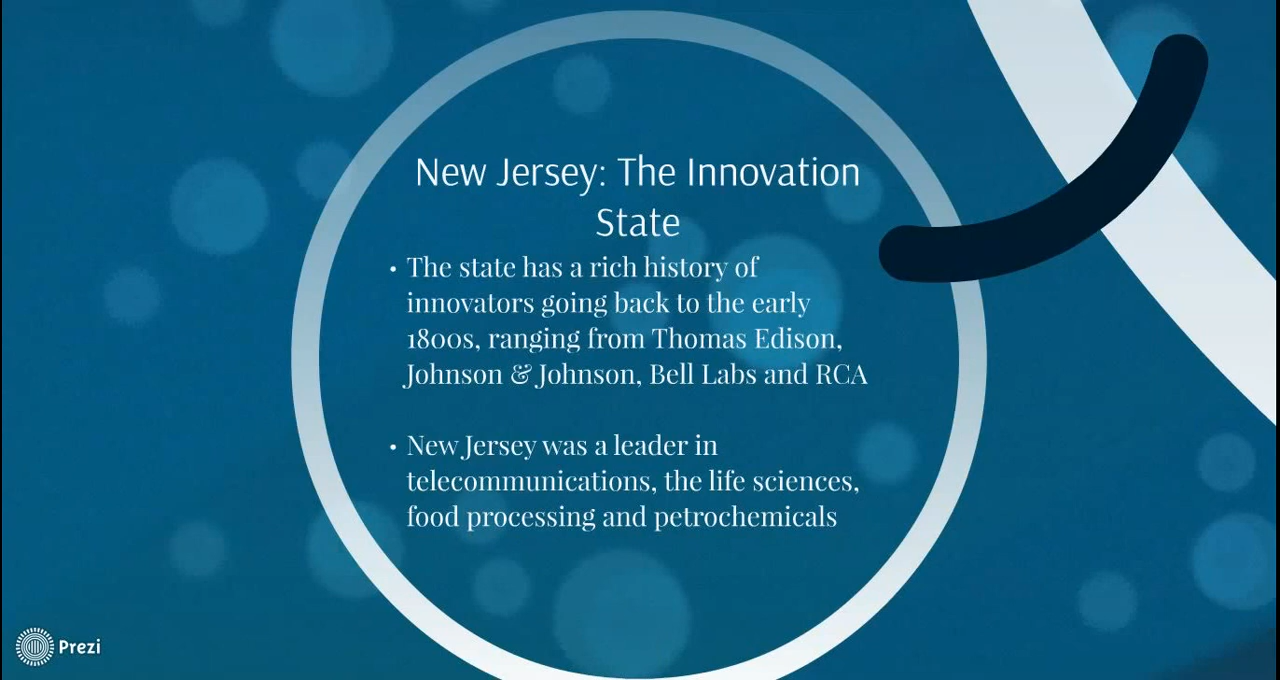 New Jersey: The Innovation
State
• The state has a rich history of
innovators going back to the early
1800s, ranging from Thomas Edison,
Johnson & Johnson, Bell Labs and RCA
• New Jersey was a leader in
telecommunications, the life sciences,
food processing and petrochemicals
Prezi